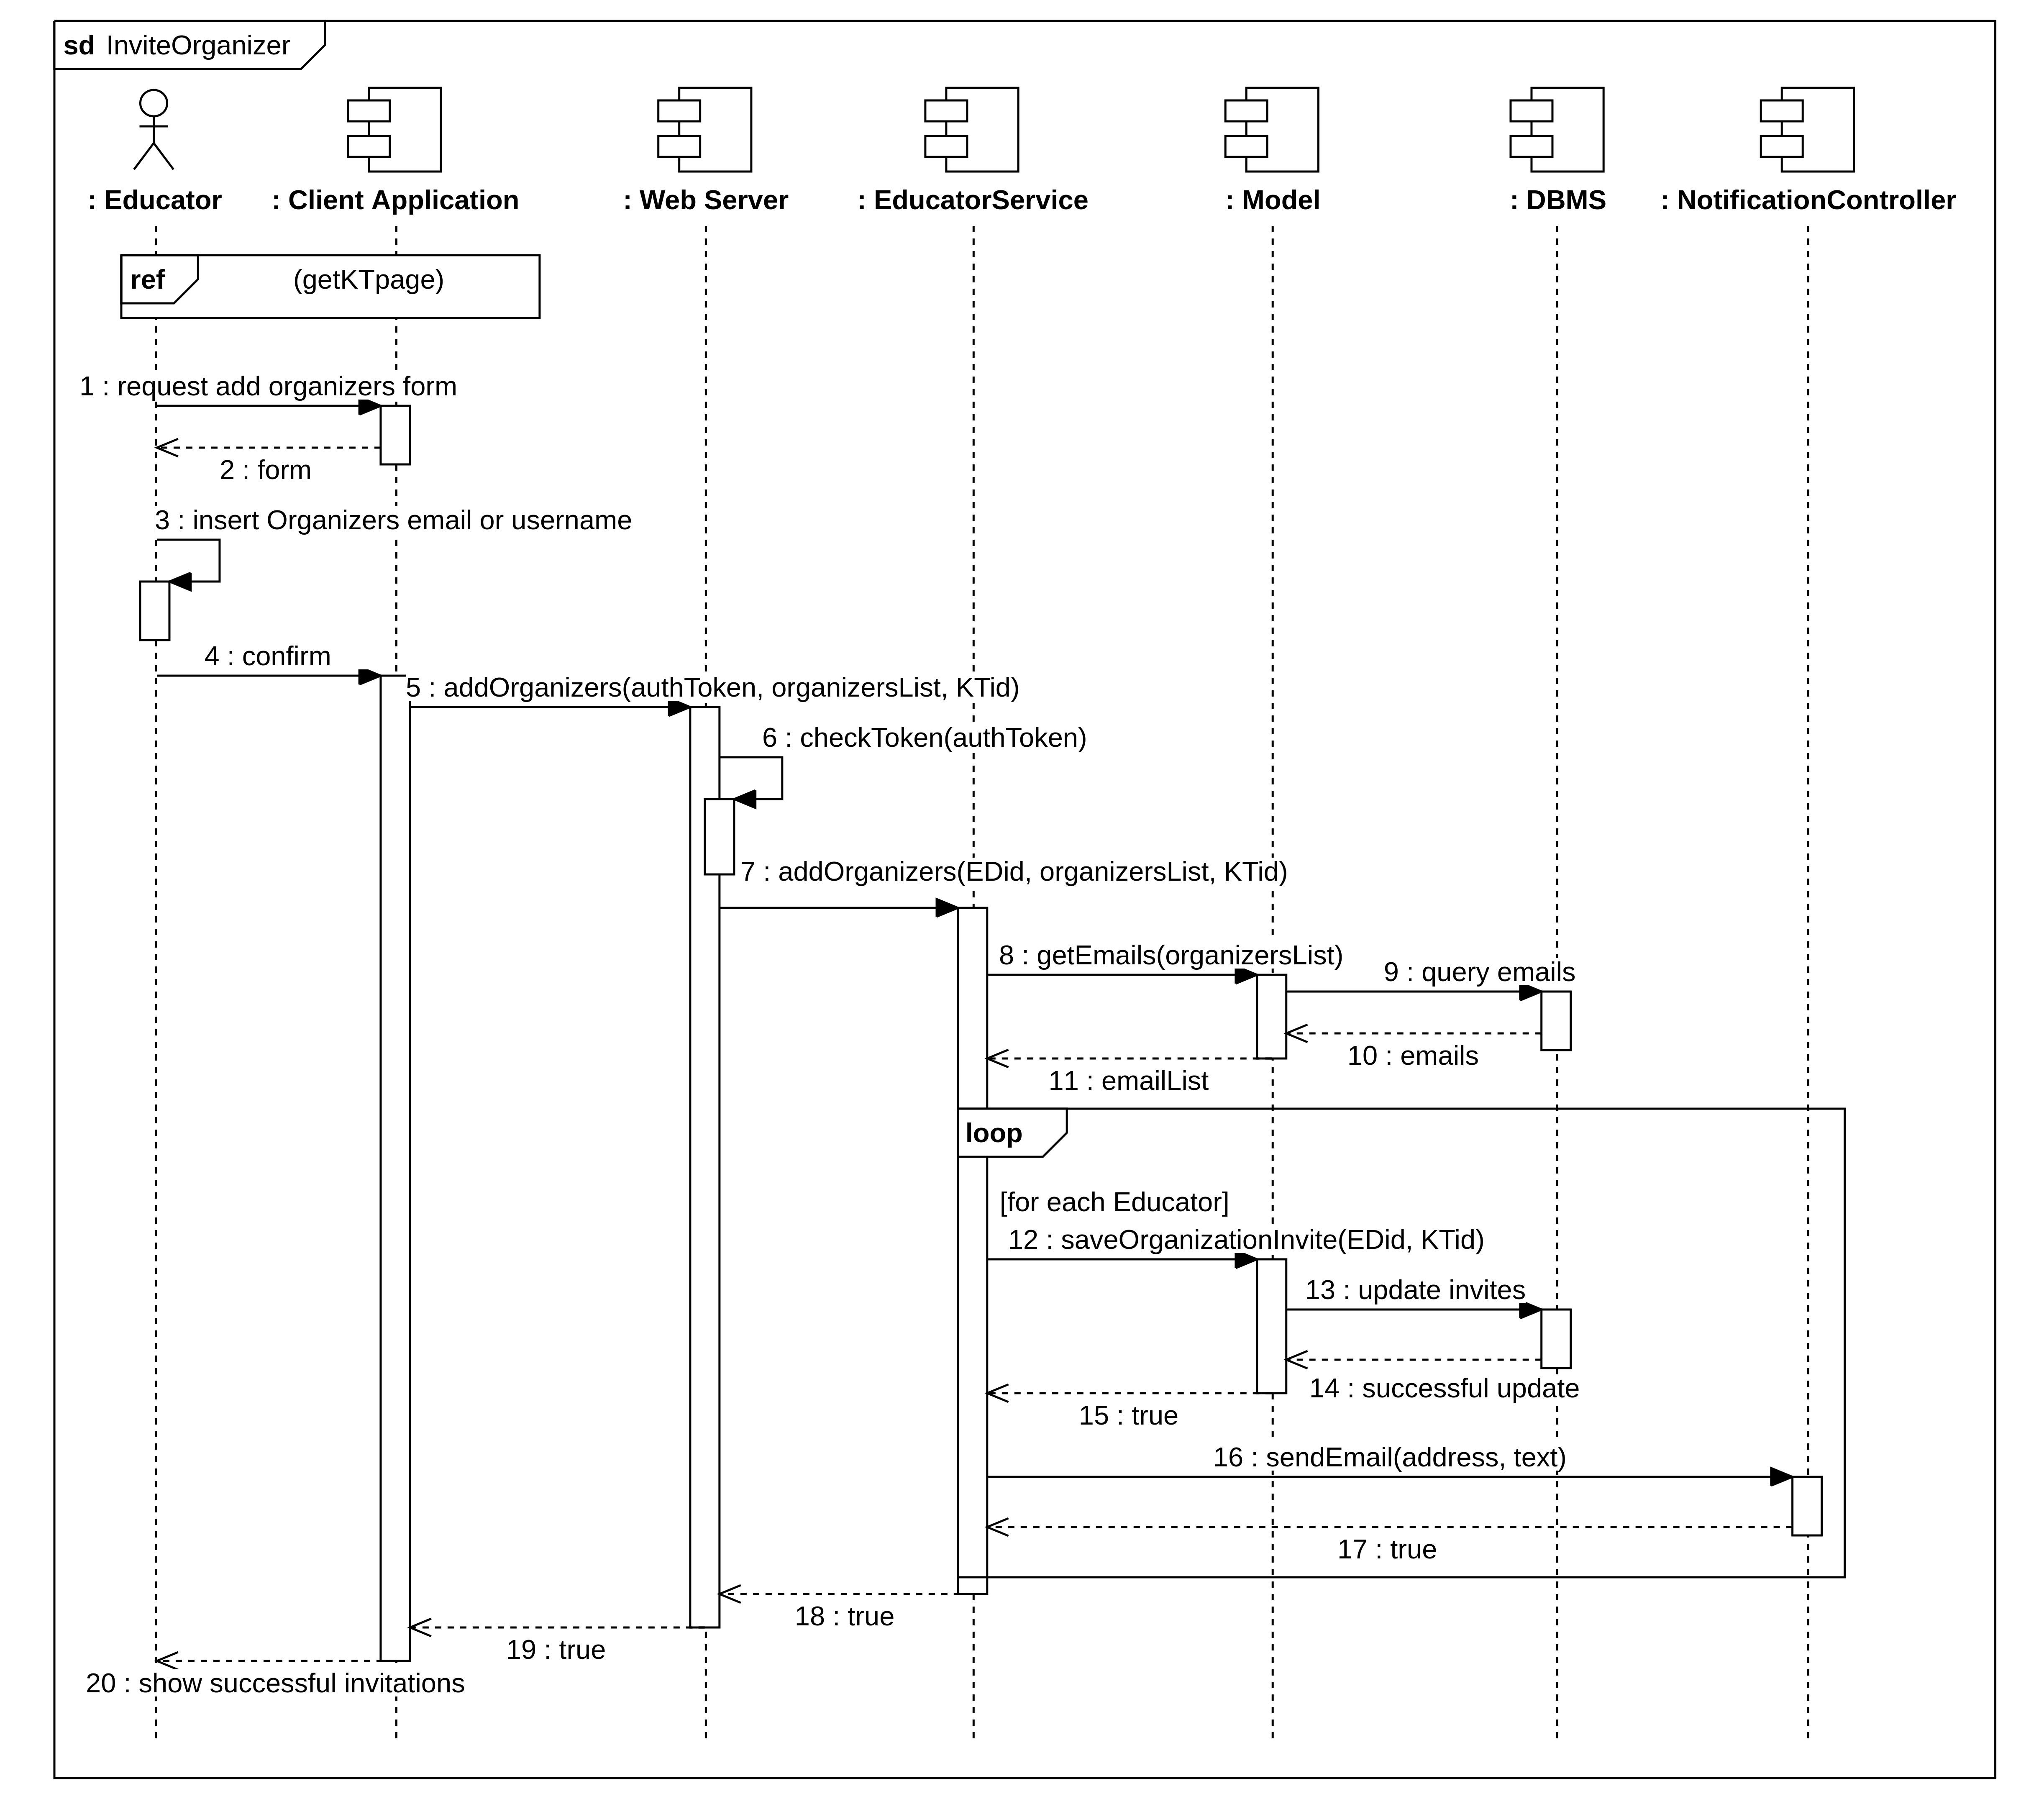 sd InviteOrganizer
: Educator
: Client Application
: Web Server
: EducatorService
: Model
: DBMS
: NotificationController
ref
(getKTpage)
1 : request add organizers form
2 : form
3 : insert Organizers email or username
4 : confirm
5 : addOrganizers(authToken, organizersList, KTid)
6 : checkToken(authToken)
7 : addOrganizers(EDid, organizersList, KTid)
8 : getEmails(organizersList)
9 : query emails
10 : emails
11 : emailList
loop
[for each Educator]
12 : saveOrganizationInvite(EDid, KTid)
13 : update invites
14 : successful update
15 : true
16 : sendEmail(address, text)
17 : true
18 : true
19 : true
20 : show successful invitations